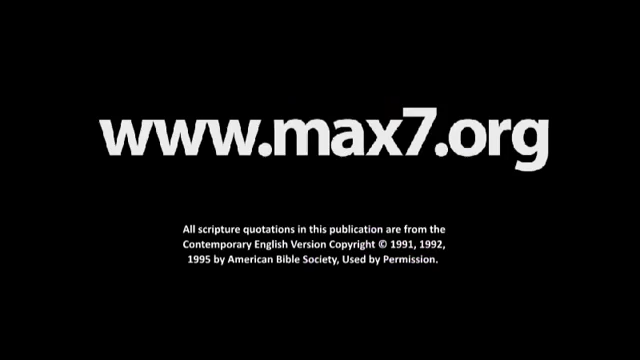 www.max7.org
All scripture quotations in this publication are from the
Contemporary English Version Copyright © 1991, 1992,
1995 by American Bible Society, Used by Permission.